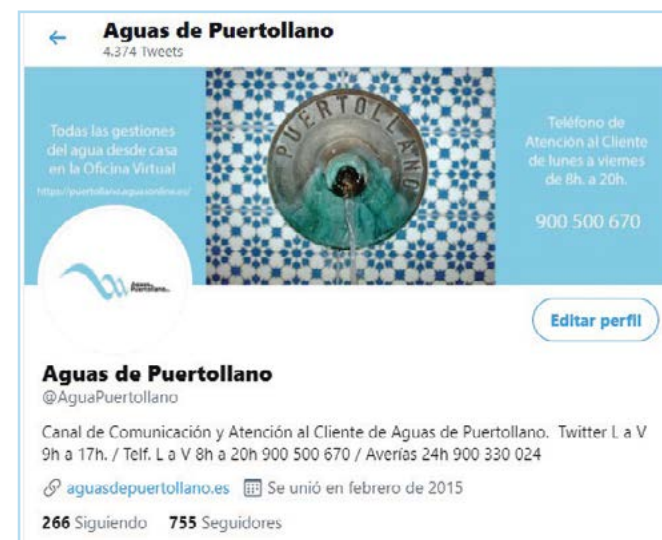 Aguas de Puertollano
4.374 Tweets
Todas las gestiones
del agua desde casa
en la Oficina Virtual
https://puertollano.aguasonline.es/
PUERTOLLANO
Teléfono de
Atención al Cliente
de lunes a viernes
de 8h. a 20h.
900 500 670
Aguas de
Puertollano
Editar perfil
Aguas de Puertollano
@AguaPuertollano
Canal de Comunicación y Atención al Cliente de Aguas de Puertollano. Twitter L a V
9h a 17h. / Telf. L a V 8h a 20h 900 500 670 / Averías 24h 900 330 024
aguasdepuertollano.es Se unió en febrero de 2015
266 Siguiendo 755 Seguidores